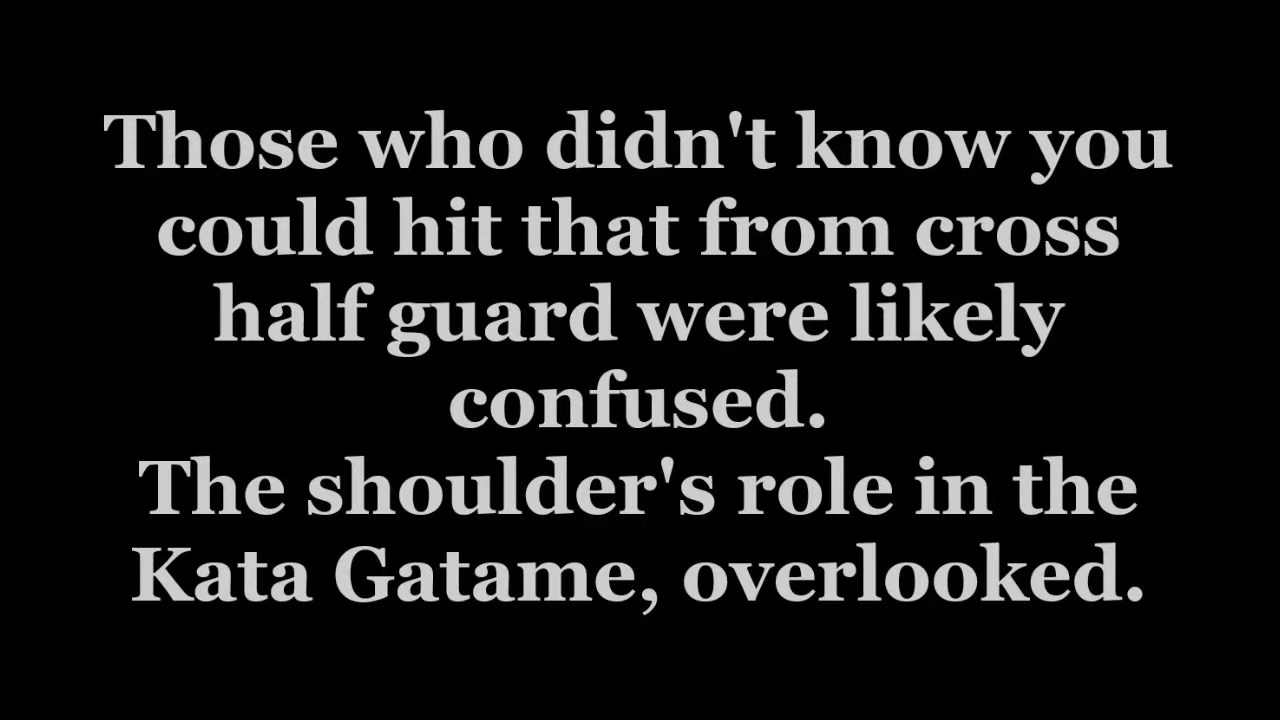 Those who didn't know you
could hit that from cross
half guard were likely
confused.
The shoulder's role in the
Kata Gatame, overlooked.